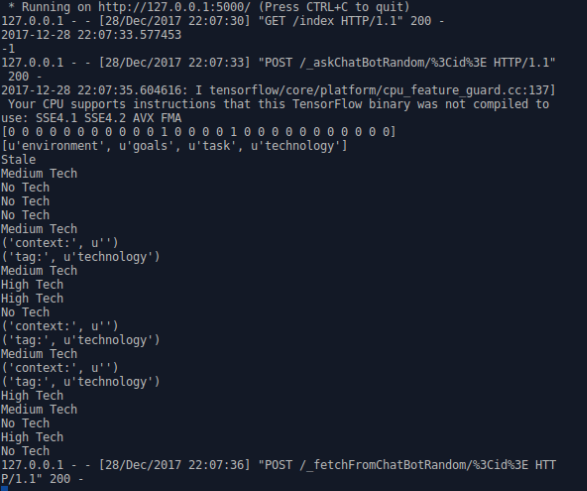 * Running on http://127.0.0.1:5000/ (Press CTRL+C to quit)
127.0.0.1 - - [28/Dec/2017 22:07:30] "GET /index HTTP/1.1" 200 -
2017-12-28 22:07:33.577453
-1
127.0.0.1 - - [28/Dec/2017 22:07:33] "POST /_askChatBotRandom/%3Cid%3E HTTP/1.1"
200 -
2017-12-28 22:07:35.604616: I tensorflow/core/platform/cpu_feature_guard.cc:137]
Your CPU supports instructions that this TensorFlow binary was not compiled to
use: SSE4.1 SSE4.2 AVX FMA
[0 0 0 0 0 0 0 0 0 0 0 1 0 0 0 0 1 0 0 0 0 0 0 0 0 0 0 0]
[u'environment', u'goals', u'task', u'technology']
Stale
Medium Tech
No Tech
No Tech
No Tech
Medium Tech
('context:', u'')
('tag:', u'technology')
Medium Tech
High Tech
High Tech
No Tech
('context:', u'')
('tag:', u'technology')
Medium Tech
('context:', u'')
('tag:', u'technology')
High Tech
Medium Tech
No Tech
High Tech
No Tech
127.0.0.1 - - [28/Dec/2017 22:07:36] "POST /_fetchFromChatBotRandom/%3Cid%3E HTT
P/1.1" 200 -